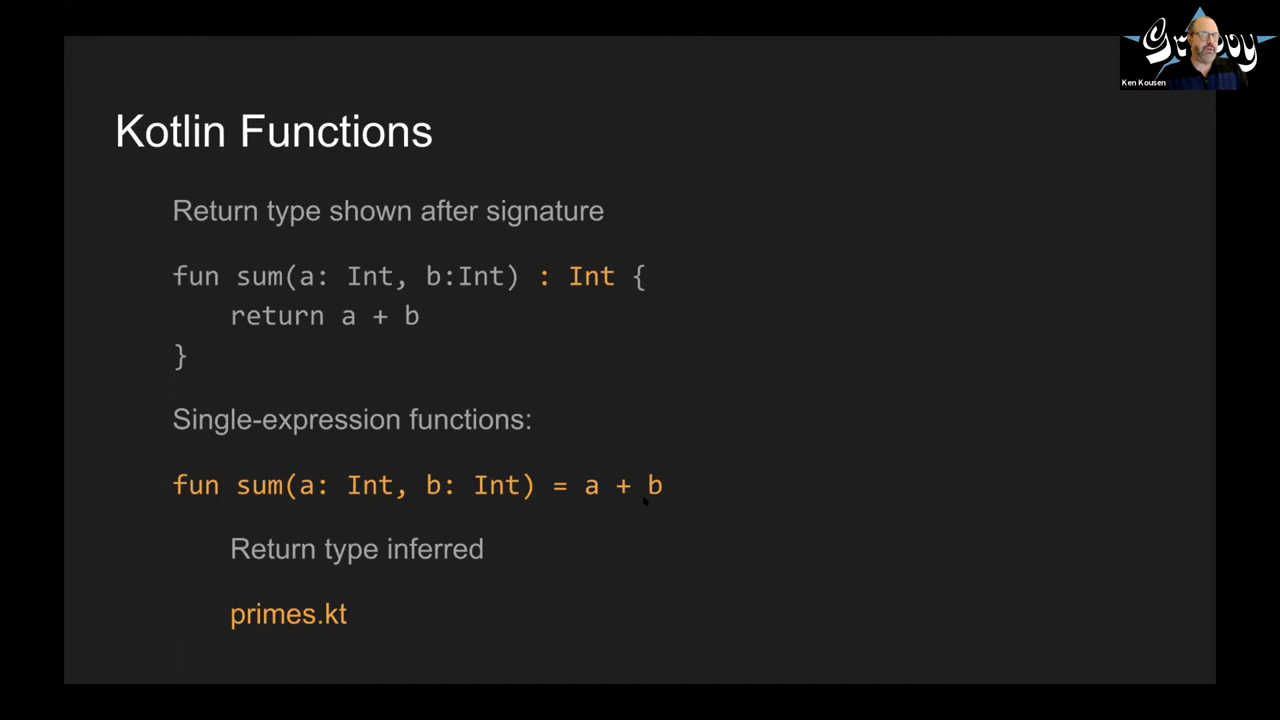 Groovy
Ken Kousen
Kotlin Functions
Return type shown after signature
fun sum(a: Int, b:Int) : Int {
return a + b
}
Single-expression functions:
fun sum(a: Int, b: Int) = a + b
Return type inferred
primes.kt